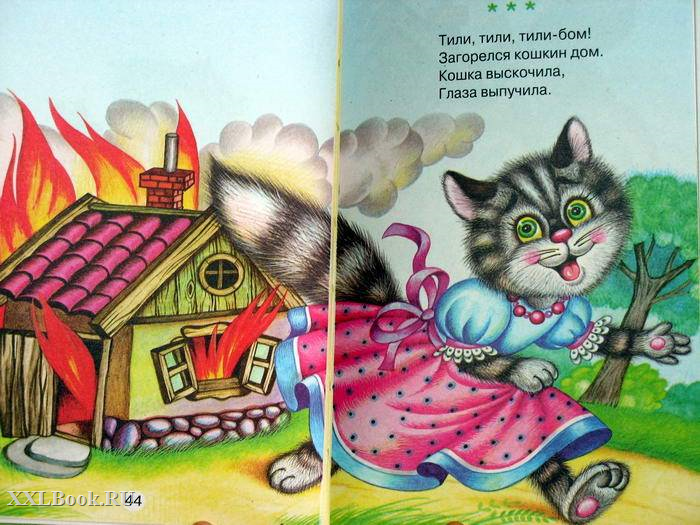 * * *
Тили, тили, тили-бом!
Загорелся кошкин дом.
Кошка выскочила,
Глаза выпучила.
XXLBook.RU
44